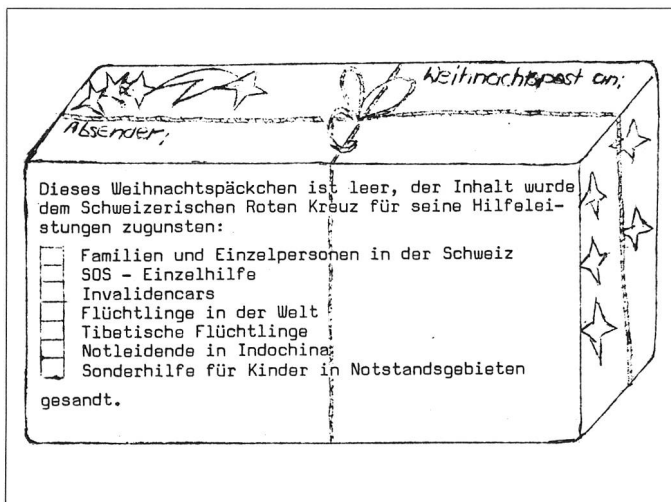 Weihnachtspost an;
Absender;
Dieses Weihnachtspäckchen ist leer, der Inhalt wurde
dem Schweizerischen Roten Kreuz für seine Hilfelei-
stungen zugunsten:
Familien und Einzelpersonen in der Schweiz
SOS - Einzelhilfe
Invalidencars
Flüchtlinge in der Welt
Tibetische Flüchtlinge
Notleidende in Indochina
Sonderhilfe für Kinder in Notstandsgebieten
gesandt.